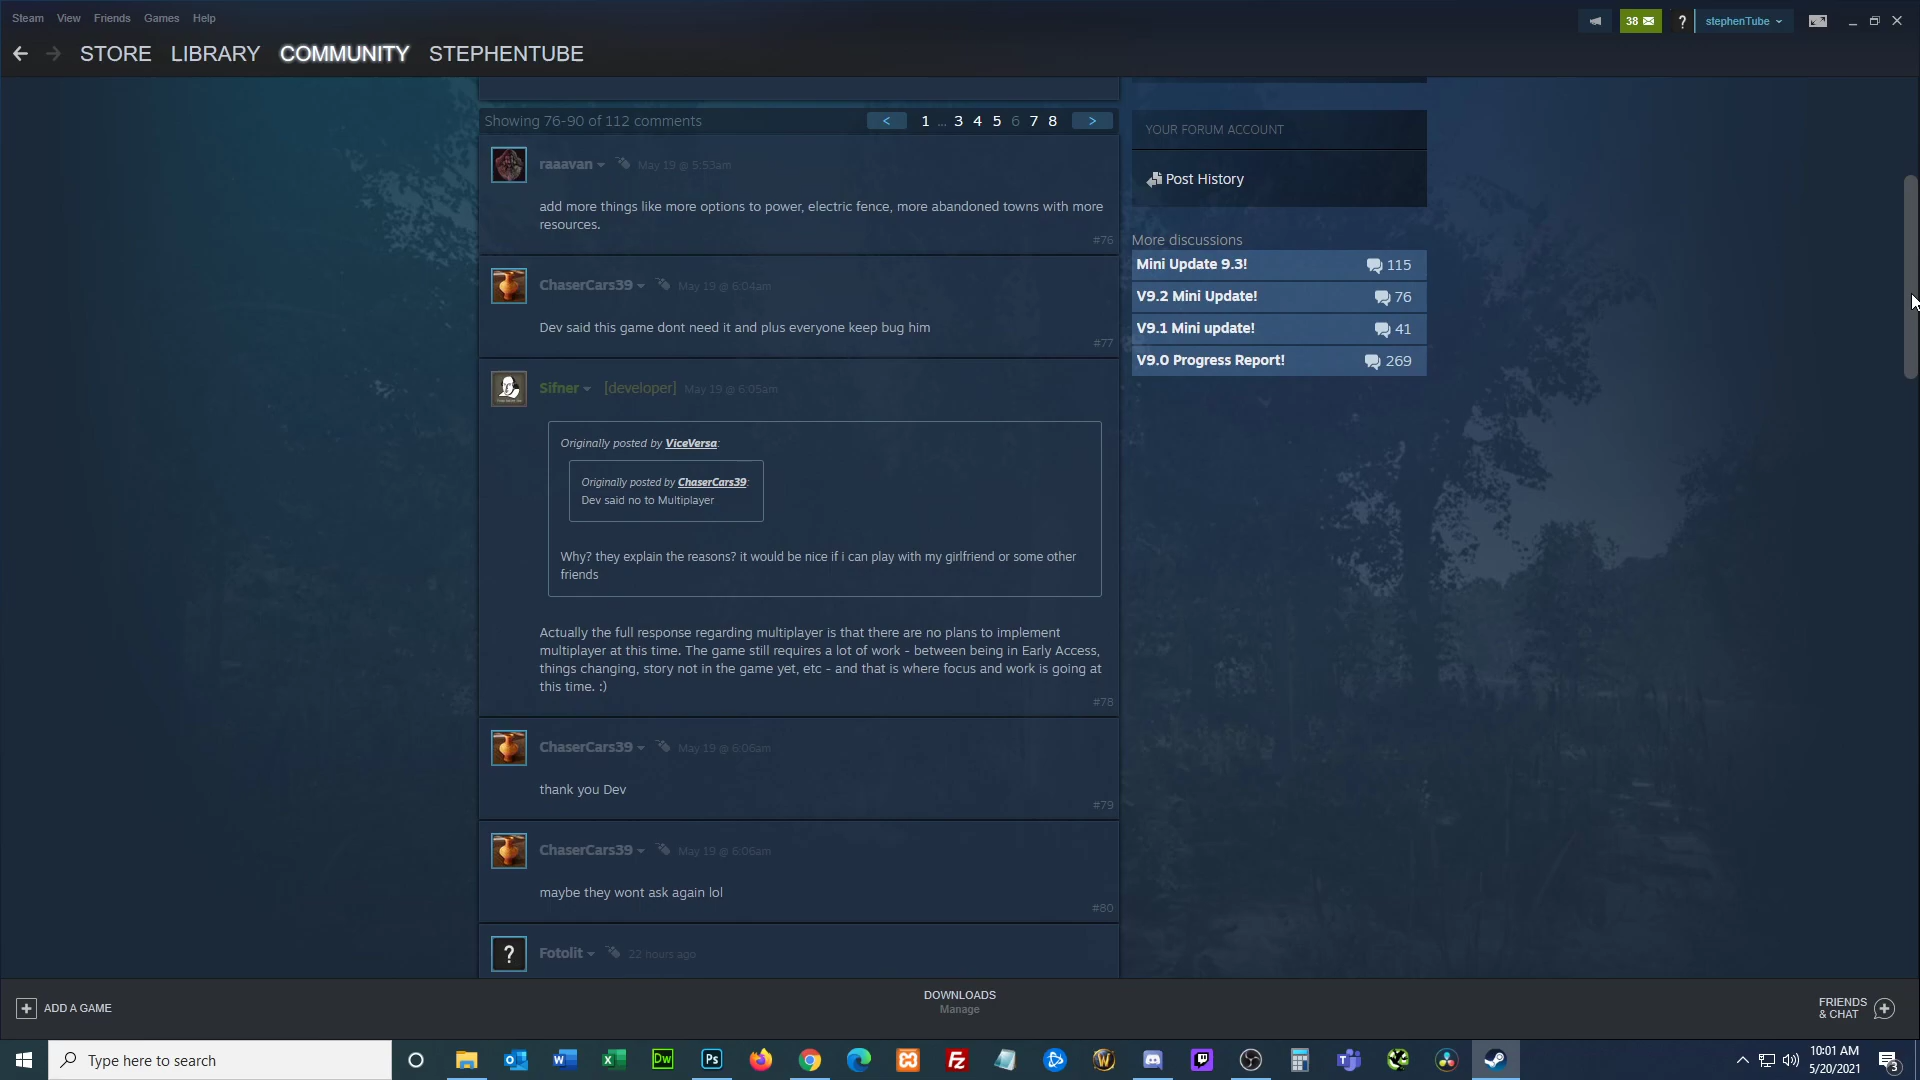 Steam View Friends Games Help
38 ? stephenTube
STORE LIBRARY COMMUNITY STEPHENTUBE
Showing 76-90 of 112 comments
< 1 ... 3 4 5 6 7 8 >
raaavan May 19 @ 5:53am
add more things like more options to power, electric fence, more abandoned towns with more
resources.
#76
ChaserCars39 May 19 @ 6:04am
Dev said this game dont need it and plus everyone keep bug him
#77
Sifner [developer] May 19 @ 6:05am
Originally posted by ViceVersa:
Originally posted by ChaserCars39:
Dev said no to Multiplayer
Why? they explain the reasons? it would be nice if i can play with my girlfriend or some other
friends
Actually the full response regarding multiplayer is that there are no plans to implement
multiplayer at this time. The game still requires a lot of work - between being in Early Access,
things changing, story not in the game yet, etc - and that is where focus and work is going at
this time. :)
#78
ChaserCars39 May 19 @ 6:06am
thank you Dev
#79
ChaserCars39 May 19 @ 6:06am
maybe they wont ask again lol
#80
? Fotolit 22 hours ago
YOUR FORUM ACCOUNT
Post History
More discussions
Mini Update 9.3! 115
V9.2 Mini Update! 76
V9.1 Mini update! 41
V9.0 Progress Report! 269
+ ADD A GAME
DOWNLOADS
Manage
FRIENDS
& CHAT
Type here to search
Dw Ps
10:01 AM
5/20/2021
3